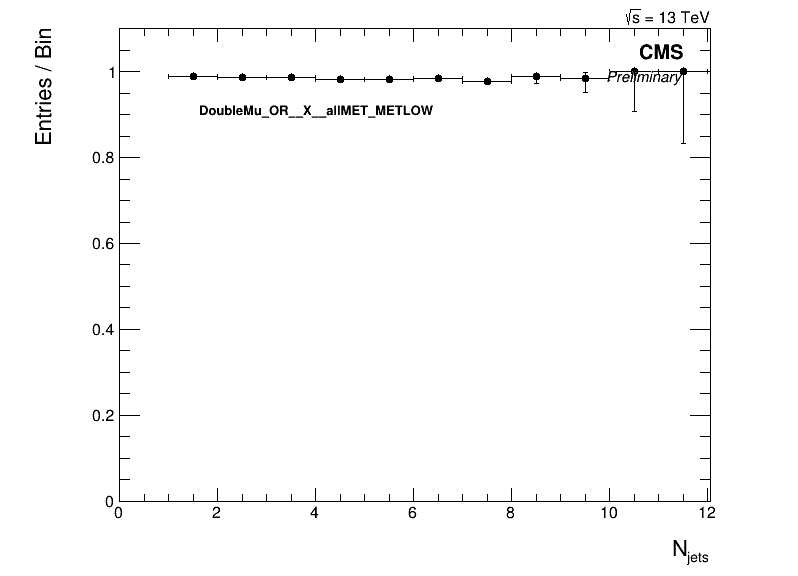 √s = 13 TeV
CMS
Preliminary
DoubleMu_OR__X__allMET_METLOW
Entries / Bin
1
0.8
0.6
0.4
0.2
0
0 2 4 6 8 10 12
N_jets